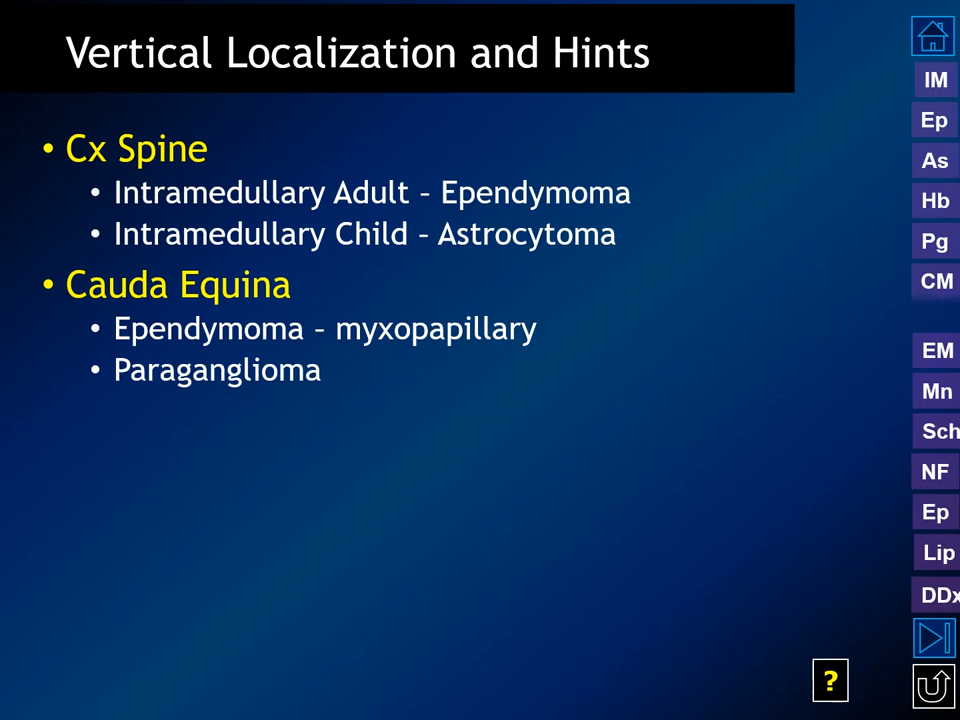 Vertical Localization and Hints
• Cx Spine
• Intramedullary Adult – Ependymoma
• Intramedullary Child – Astrocytoma
• Cauda Equina
• Ependymoma – myxopapillary
• Paraganglioma
IM
Ep
As
Hb
Pg
CM
EM
Mn
Sch
NF
Ep
Lip
DDx
?